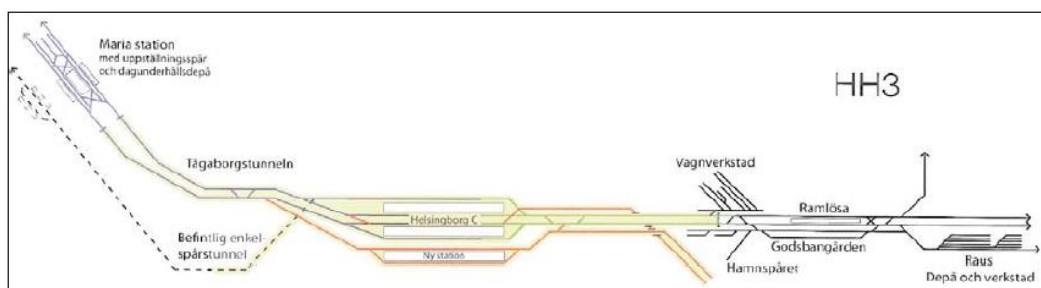 Maria station
med uppställningsspår
och dagunderhållsdepå
HH3
Tågaborgstunneln
Vagnverkstad
Helsingborg C
Ramlösa
Befintlig enkel-
spårstunnel
Ny station
Godsbangården
Hamnspåret
Raus
Depå och verkstad